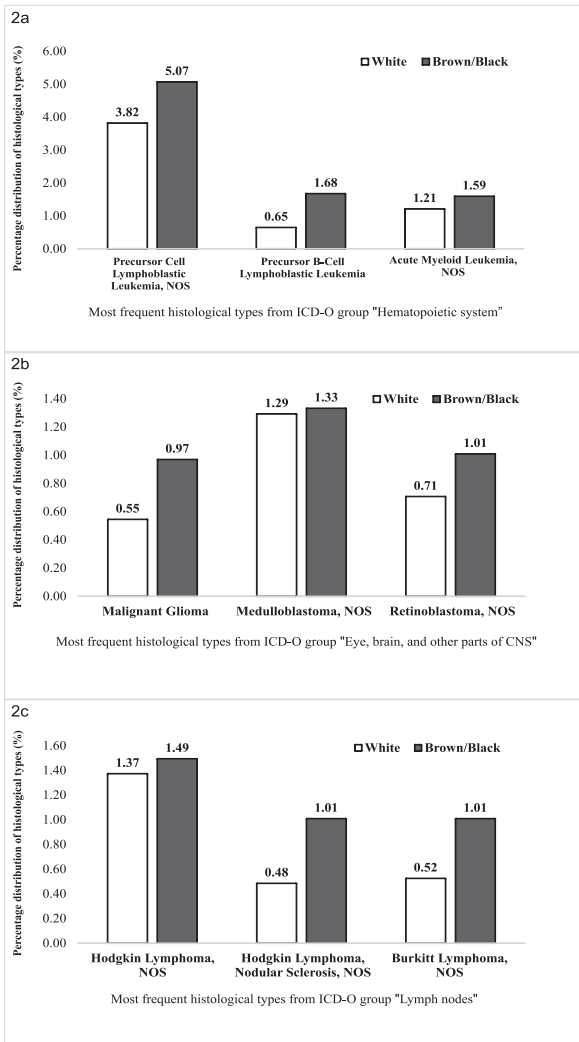 2a
Percentage distribution of histological types (%)
6.00
5.00
4.00
3.00
2.00
1.00
0.00
White
Brown/Black
3.82
5.07
0.65
1.68
1.21
1.59
Precursor Cell
Lymphoblastic
Leukemia, NOS
Precursor B-Cell
Lymphoblastic Leukemia
Acute Myeloid Leukemia,
NOS
Most frequent histological types from ICD-O group "Hematopoietic system"
2b
Percentage distribution of histological types (%)
1.40
1.20
1.00
0.80
0.60
0.40
0.20
0.00
White
Brown/Black
0.55
0.97
1.29
1.33
0.71
1.01
Malignant Glioma
Medulloblastoma, NOS
Retinoblastoma, NOS
Most frequent histological types from ICD-O group "Eye, brain, and other parts of CNS"
2c
Percentage distribution of histological types (%)
1.60
1.40
1.20
1.00
0.80
0.60
0.40
0.20
0.00
White
Brown/Black
1.37
1.49
0.48
1.01
0.52
1.01
Hodgkin Lymphoma,
NOS
Hodgkin Lymphoma,
Nodular Sclerosis, NOS
Burkitt Lymphoma,
NOS
Most frequent histological types from ICD-O group "Lymph nodes"